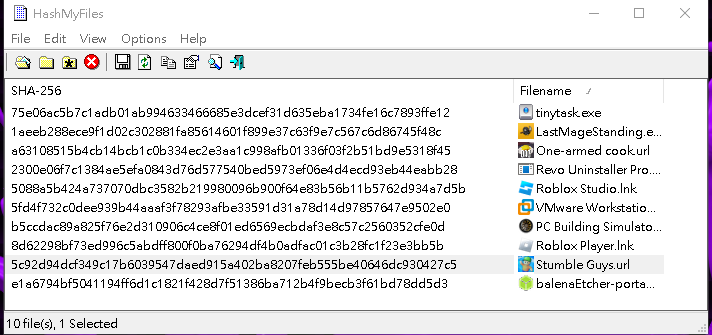 HashMyFiles
File Edit View Options Help
SHA-256 Filename
75e06ac5b7c1adb01ab994633466685e3dcef31d635eba1734fe16c7893ffe12 tinytask.exe
1aeeb288ece9f1d02c302881fa85614601f899e37c63f9e7c567c6d86745f48c LastMageStanding.e...
a63108515b4cb14bcb1c0b334ec2e3aa1c998afb01336f03f2b51bd9e5318f45 One-armed cook.url
2300e06f7c1384ae5efa0843d76d577540bed5973ef06e4d4ecd93eb44eabb28 Revo Uninstaller Pro....
5088a5b424a737070dbc3582b219980096b900f64e83b56b11b5762d934a7d5b Roblox Studio.lnk
5fd4f732c0dee939b44aaaf3f78293afbe33591d31a78d14d97857647e9502e0 VMware Workstatio...
b5ccdac89a825f76e2d310906c4ce8f01ed6569ecbdaf3e8c57c2560352cfe0d PC Building Simulato...
8d62298bf73ed996c5abdff800f0ba76294df4b0adfac01c3b28fc1f23e3bb5b Roblox Player.lnk
5c92d94dcf349c17b6039547daed915a402ba8207feb555be40646dc930427c5 Stumble Guys.url
e1a6794bf5041194ff6d1c1821f428d7f51386ba712b4f9becb3f61bd78dd5d3 balenaEtcher-porta...
10 file(s), 1 Selected